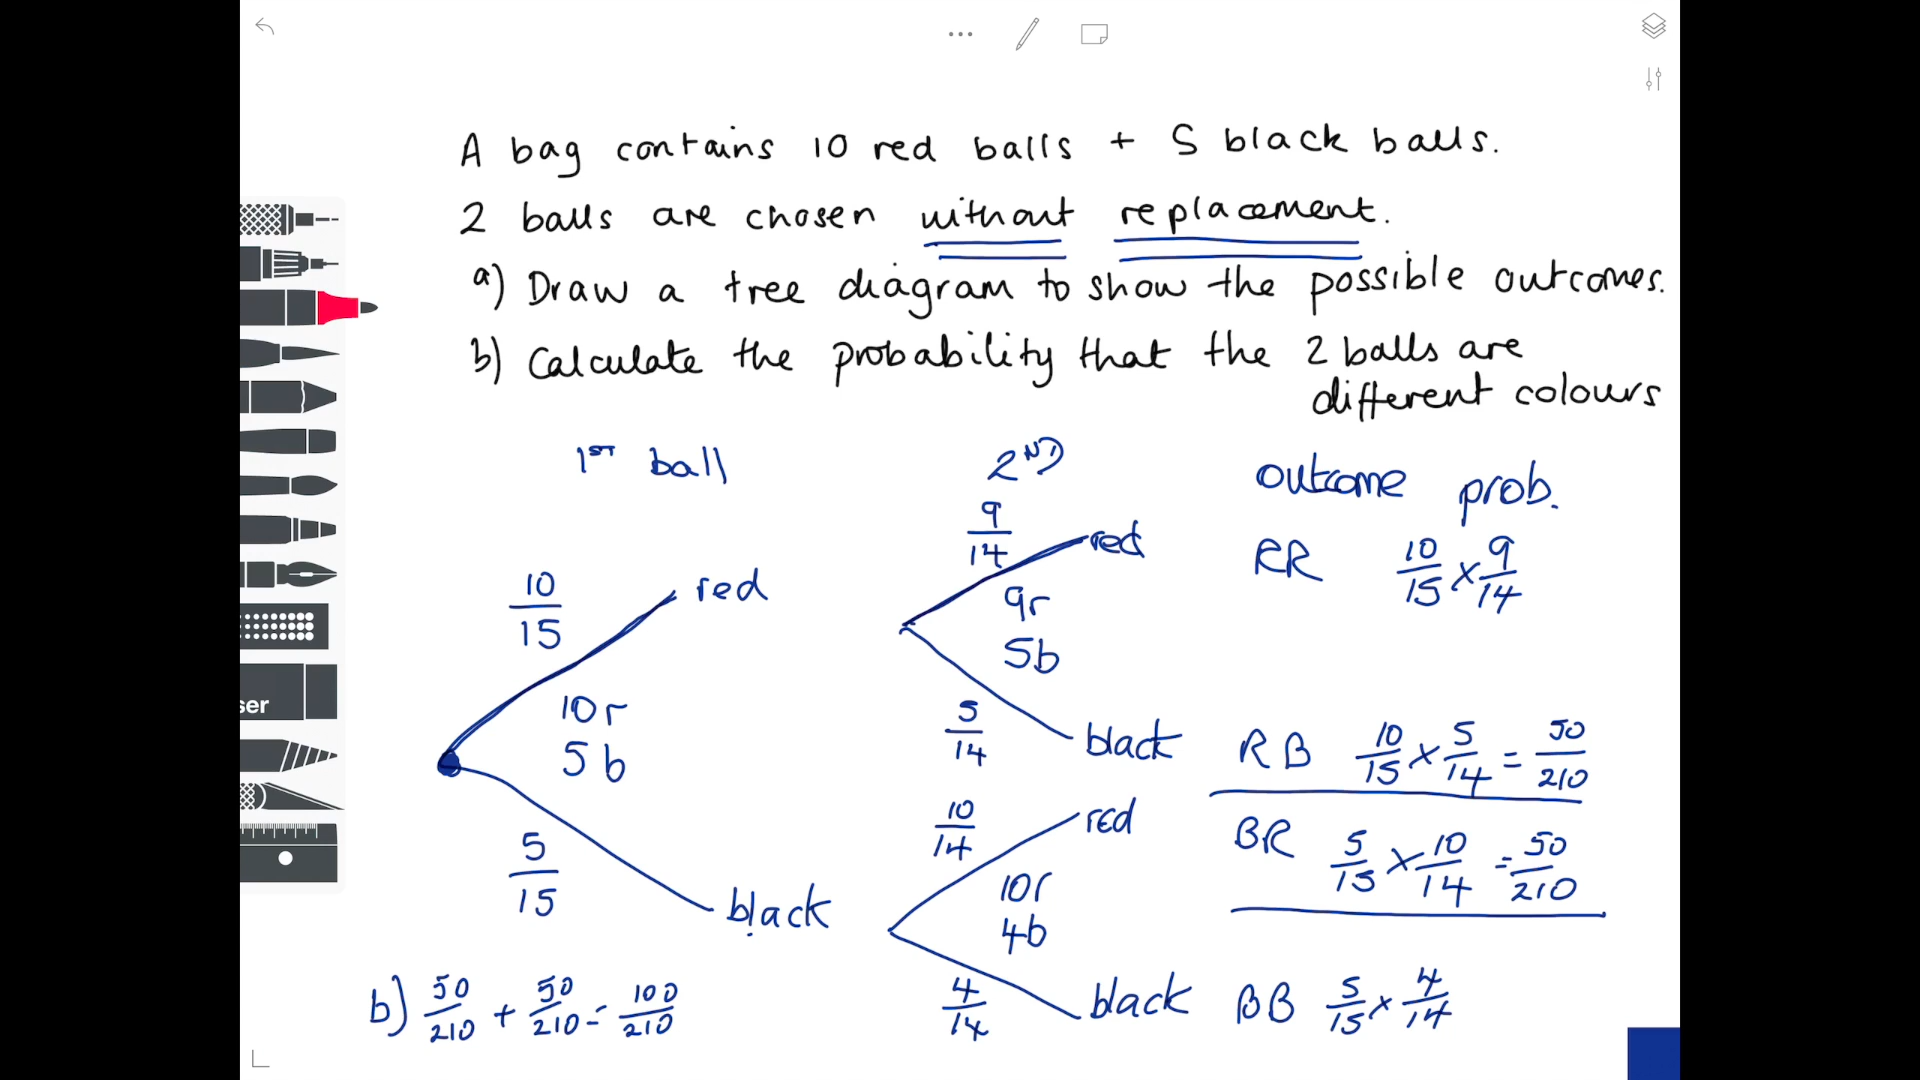 A bag contains 10 red balls + 5 black balls.
2 balls are chosen without replacement.
a) Draw a tree diagram to show the possible outcomes.
b) Calculate the probability that the 2 balls are
different colours
1ST ball 2ND outcome prob.
9/14 red RR 10/15 × 9/14
10/15 red
9r
5b
10r
5b
5/14 black RB 10/15 × 5/14 = 50/210
10/14 red BR 5/15 × 10/14 = 50/210
5/15 black
10r
4b
4/14 black BB 5/15 × 4/14
b) 50/210 + 50/210 = 100/210
ser